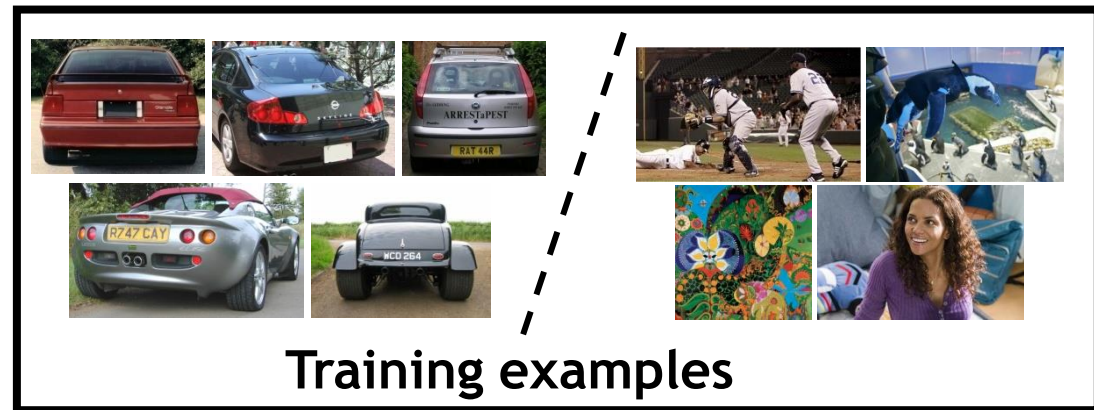 ARRESTaPEST
RAT 44R
R747 CAY
WCD 264
Training examples